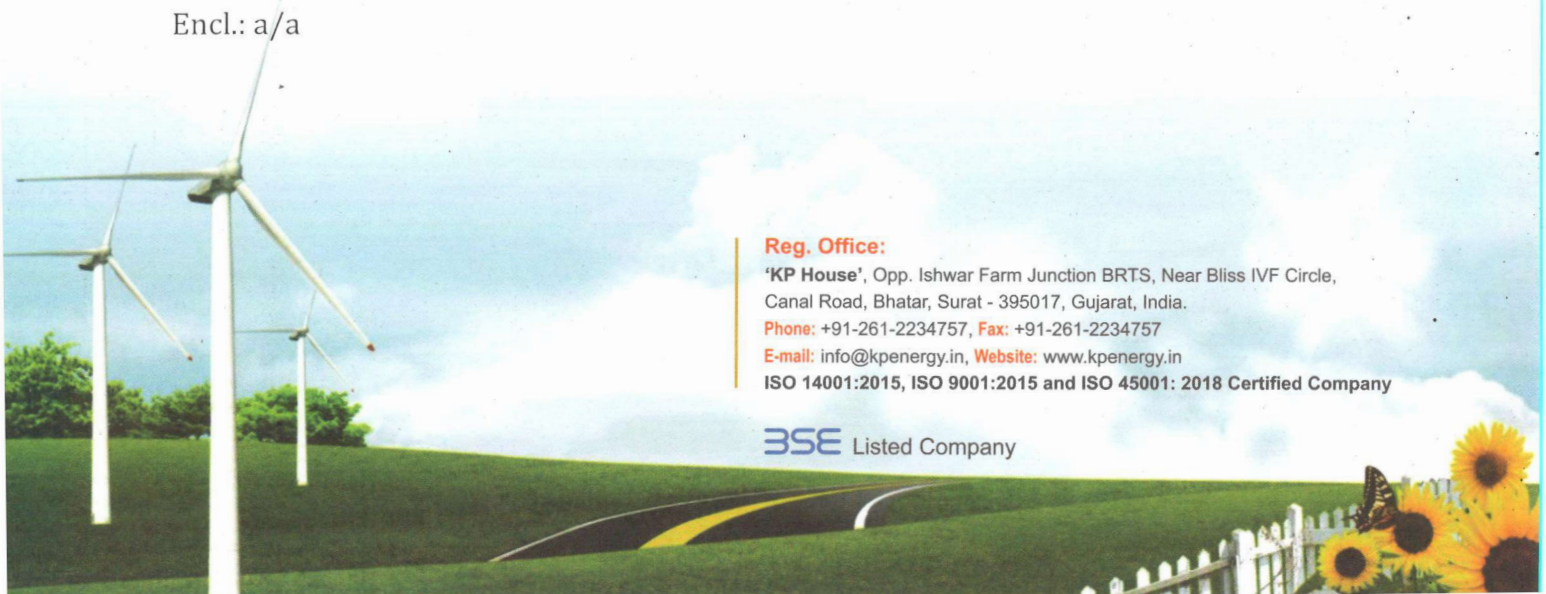 Encl.: a/a
Reg. Office:
'KP House', Opp. Ishwar Farm Junction BRTS, Near Bliss IVF Circle,
Canal Road, Bhatar, Surat - 395017, Gujarat, India.
Phone: +91-261-2234757, Fax: +91-261-2234757
E-mail: info@kpenergy.in, Website: www.kpenergy.in
ISO 14001:2015, ISO 9001:2015 and ISO 45001: 2018 Certified Company
BSE Listed Company